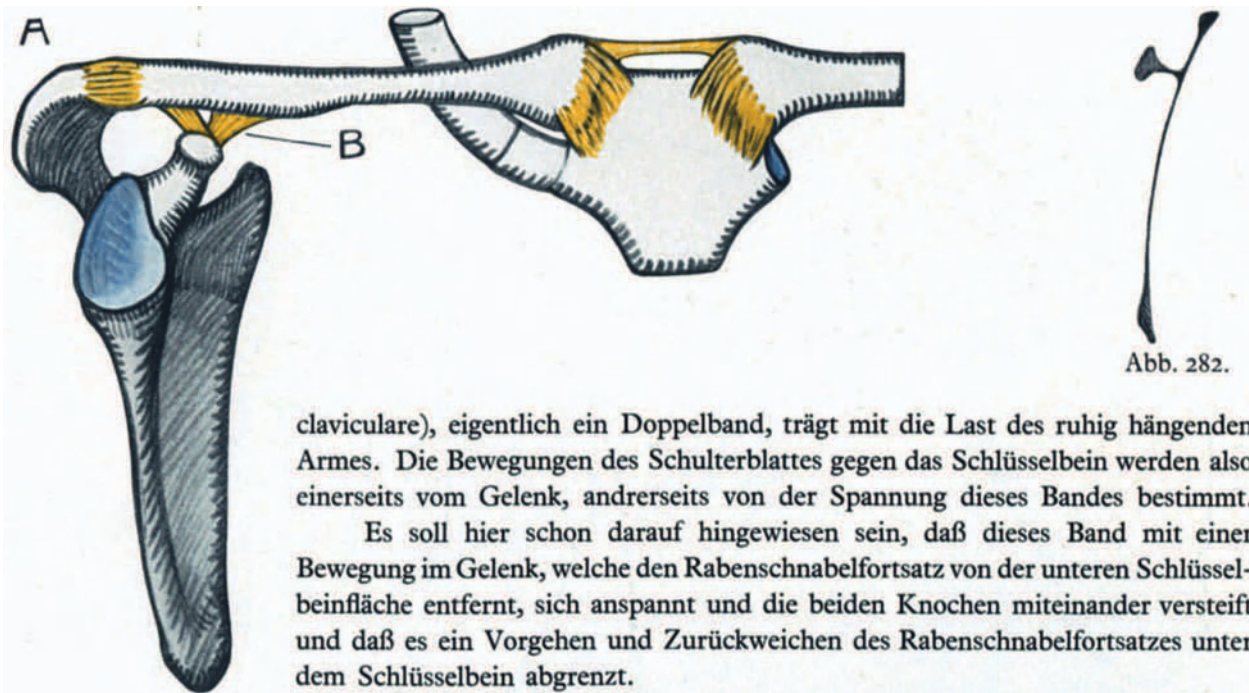 A
B
Abb. 282.
claviculare), eigentlich ein Doppelband, trägt mit die Last des ruhig hängenden
Armes. Die Bewegungen des Schulterblattes gegen das Schlüsselbein werden also
einerseits vom Gelenk, andrerseits von der Spannung dieses Bandes bestimmt.
Es soll hier schon darauf hingewiesen sein, daß dieses Band mit einer
Bewegung im Gelenk, welche den Rabenschnabelfortsatz von der unteren Schlüssel-
beinfläche entfernt, sich anspannt und die beiden Knochen miteinander versteift
und daß es ein Vorgehen und Zurückweichen des Rabenschnabelfortsatzes unter
dem Schlüsselbein abgrenzt.